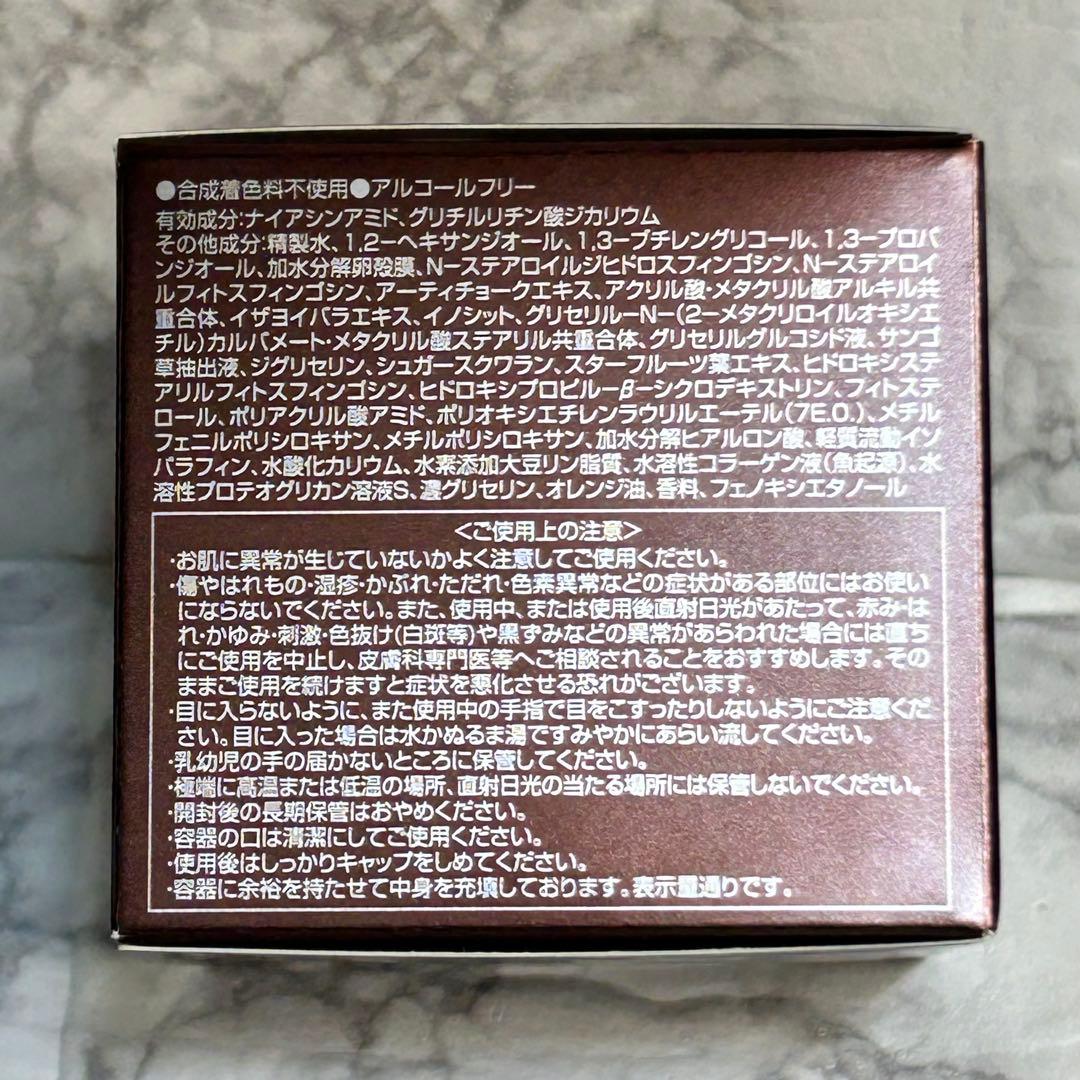 ●合成着色料不使用●アルコールフリー
有効成分:ナイアシンアミド、グリチルリチン酸ジカリウム
その他成分:精製水、1,2-ヘキサンジオール、1,3-ブチレングリコール、1,3-プロパ
ンジオール、加水分解卵殻膜、N-ステアロイルジヒドロスフィンゴシン、N-ステアロイ
ルフィトスフィンゴシン、アーティチョークエキス、アクリル酸・メタクリル酸アルキル共
重合体、イザヨイバラエキス、イノシット、グリセリル-N-(2-メタクリロイルオキシエ
チル)カルバメート・メタクリル酸ステアリル共重合体、グリセリルグルコシド液、サンゴ
草抽出液、ジグリセリン、シュガースクワラン、スターフルーツ葉エキス、ヒドロキシステ
アリルフィトスフィンゴシン、ヒドロキシプロピル-β-シクロデキストリン、フィトステ
ロール、ポリアクリル酸アミド、ポリオキシエチレンラウリルエーテル(7E.O.)、メチル
フェニルポリシロキサン、メチルポリシロキサン、加水分解ヒアルロン酸、軽質流動イソ
パラフィン、水酸化カリウム、水素添加大豆リン脂質、水溶性コラーゲン液(魚起源)、水
溶性プロテオグリカン溶液S、濃グリセリン、オレンジ油、香料、フェノキシエタノール
<ご使用上の注意>
・お肌に異常が生じていないかよく注意してご使用ください。
・傷やはれもの・湿疹・かぶれ・ただれ・色素異常などの症状がある部位にはお使い
にならないでください。また、使用中、または使用後直射日光があたって、赤み・は
れ・かゆみ・刺激・色抜け(白斑等)や黒ずみなどの異常があらわれた場合には直ち
にご使用を中止し、皮膚科専門医等へご相談されることをおすすめします。その
ままご使用を続けますと症状を悪化させる恐れがございます。
・目に入らないように、また使用中の手指で目をこすったりしないようにご注意くだ
さい。目に入った場合は水かぬるま湯ですみやかにあらい流してください。
・乳幼児の手の届かないところに保管してください。
・極端に高温または低温の場所、直射日光の当たる場所には保管しないでください。
・開封後の長期保管はおやめください。
・容器の口は清潔にしてご使用ください。
・使用後はしっかりキャップをしめてください。
・容器に余裕を持たせて中身を充填しております。表示量通りです。